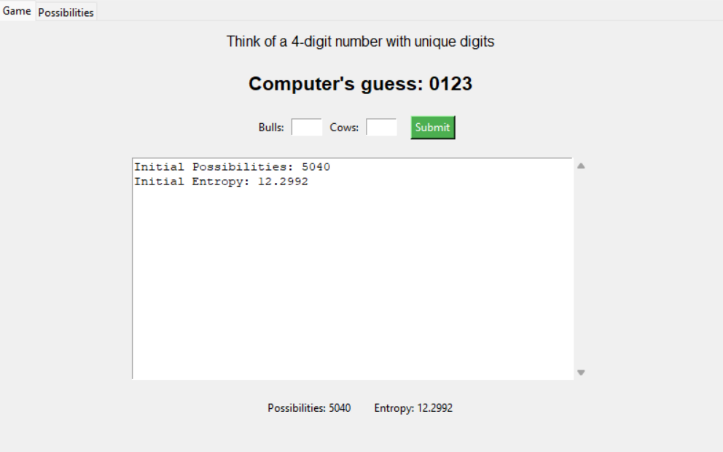 Game Possibilities
Think of a 4-digit number with unique digits
Computer's guess: 0123
Bulls: Cows: Submit
Initial Possibilities: 5040
Initial Entropy: 12.2992
Possibilities: 5040 Entropy: 12.2992